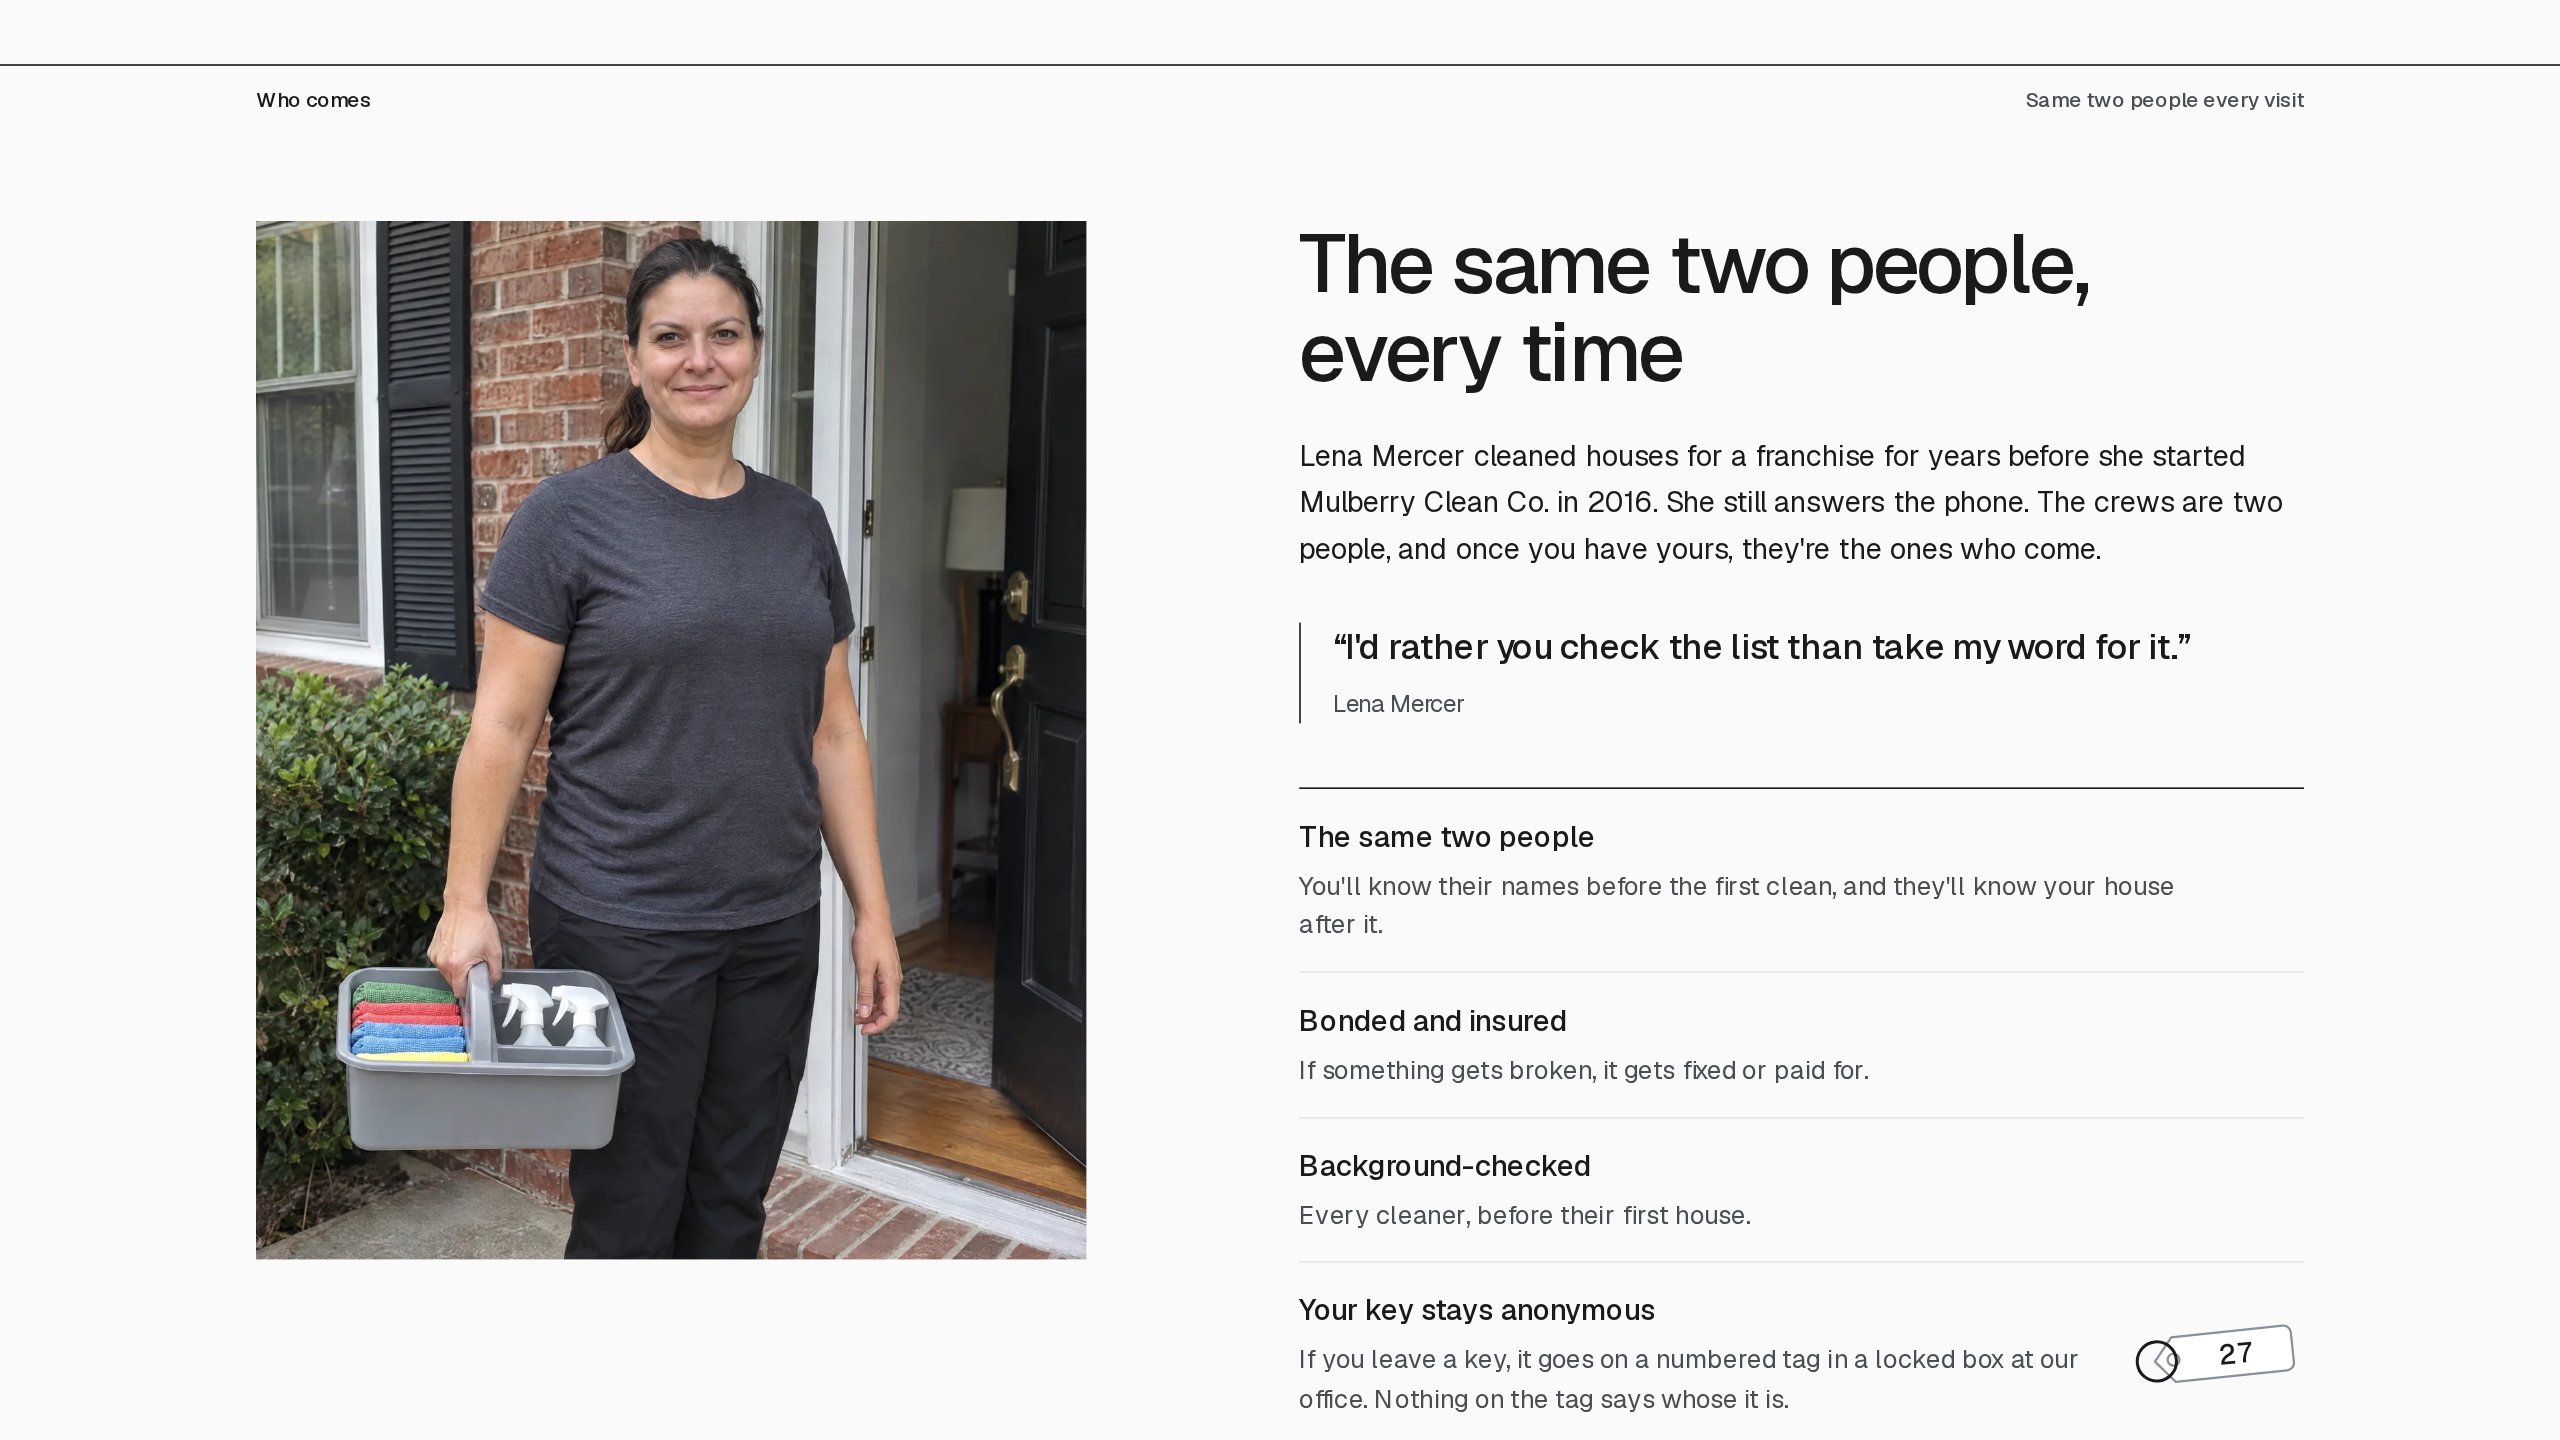 Who comes
Same two people every visit
The same two people,
every time
Lena Mercer cleaned houses for a franchise for years before she started
Mulberry Clean Co. in 2016. She still answers the phone. The crews are two
people, and once you have yours, they're the ones who come.
“I'd rather you check the list than take my word for it.”
Lena Mercer
The same two people
You'll know their names before the first clean, and they'll know your house
after it.
Bonded and insured
If something gets broken, it gets fixed or paid for.
Background-checked
Every cleaner, before their first house.
Your key stays anonymous
If you leave a key, it goes on a numbered tag in a locked box at our
office. Nothing on the tag says whose it is.
27